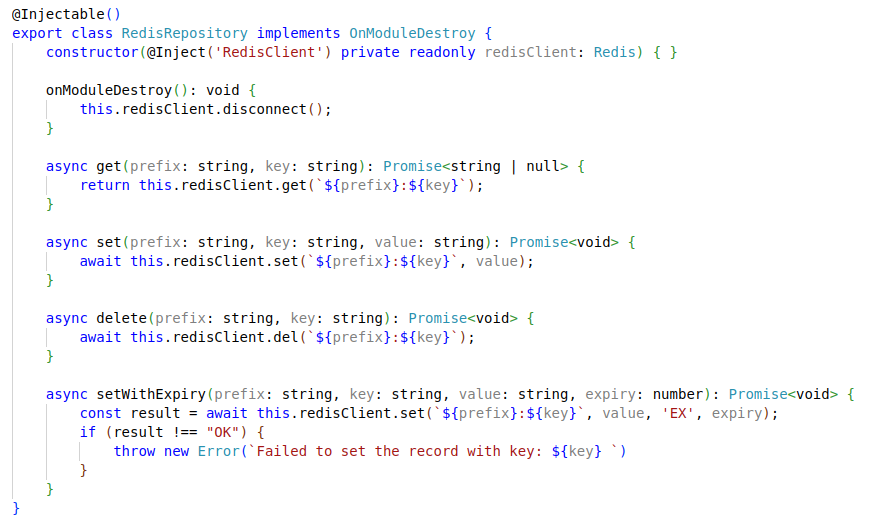 @Injectable()
export class RedisRepository implements OnModuleDestroy {
    constructor(@Inject('RedisClient') private readonly redisClient: Redis) { }

    onModuleDestroy(): void {
        this.redisClient.disconnect();
    }

    async get(prefix: string, key: string): Promise<string | null> {
        return this.redisClient.get(`${prefix}:${key}`);
    }

    async set(prefix: string, key: string, value: string): Promise<void> {
        await this.redisClient.set(`${prefix}:${key}`, value);
    }

    async delete(prefix: string, key: string): Promise<void> {
        await this.redisClient.del(`${prefix}:${key}`);
    }

    async setWithExpiry(prefix: string, key: string, value: string, expiry: number): Promise<void> {
        const result = await this.redisClient.set(`${prefix}:${key}`, value, 'EX', expiry);
        if (result !== "OK") {
            throw new Error(`Failed to set the record with key: ${key} `)
        }
    }
}